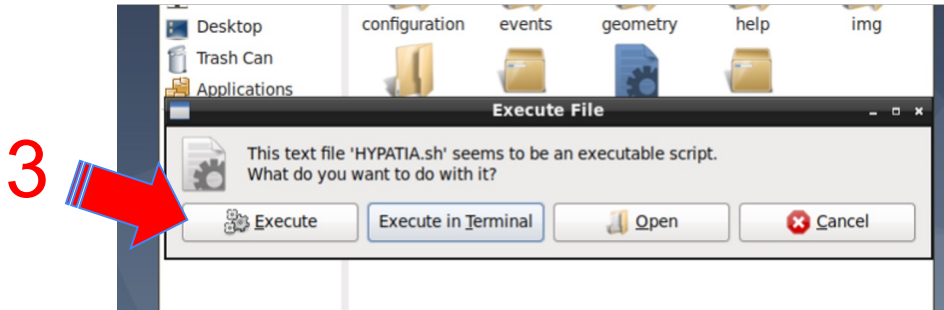 Desktop
configuration events geometry help img
Trash Can
Applications
Execute File
This text file 'HYPATIA.sh' seems to be an executable script.
What do you want to do with it?
3
Execute Execute in Terminal Open Cancel